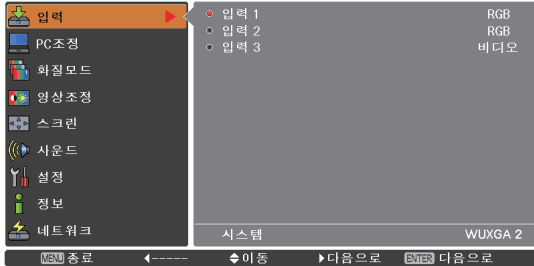 입력
PC조정
화질모드
영상조정
스크린
사운드
설정
정보
네트워크
입력 1 RGB
입력 2 RGB
입력 3 비디오
시스템 WUXGA 2
MENU 종료 ◀----- ◆이동 ▶다음으로 ENTER 다음으로